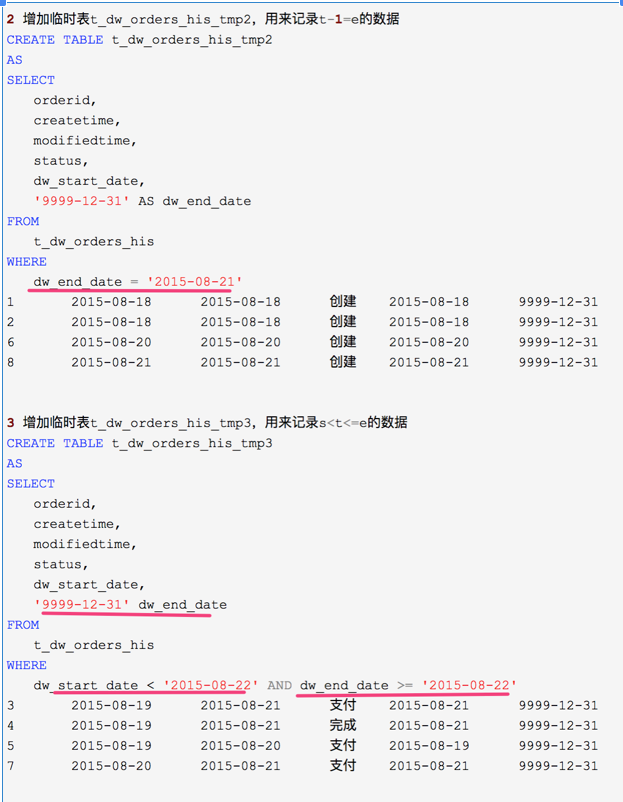 2 增加临时表t_dw_orders_his_tmp2，用来记录t-1=e的数据
CREATE TABLE t_dw_orders_his_tmp2
AS
SELECT
orderid,
createtime,
modifiedtime,
status,
dw_start_date,
'9999-12-31' AS dw_end_date
FROM
t_dw_orders_his
WHERE
dw_end_date = '2015-08-21'
1 2015-08-18 2015-08-18 创建 2015-08-18 9999-12-31
2 2015-08-18 2015-08-18 创建 2015-08-18 9999-12-31
6 2015-08-20 2015-08-20 创建 2015-08-20 9999-12-31
8 2015-08-21 2015-08-21 创建 2015-08-21 9999-12-31
3 增加临时表t_dw_orders_his_tmp3，用来记录s<t<=e的数据
CREATE TABLE t_dw_orders_his_tmp3
AS
SELECT
orderid,
createtime,
modifiedtime,
status,
dw_start_date,
'9999-12-31' dw_end_date
FROM
t_dw_orders_his
WHERE
dw_start_date < '2015-08-22' AND dw_end_date >= '2015-08-22'
3 2015-08-19 2015-08-21 支付 2015-08-21 9999-12-31
4 2015-08-19 2015-08-21 完成 2015-08-21 9999-12-31
5 2015-08-19 2015-08-20 支付 2015-08-19 9999-12-31
7 2015-08-20 2015-08-21 支付 2015-08-21 9999-12-31